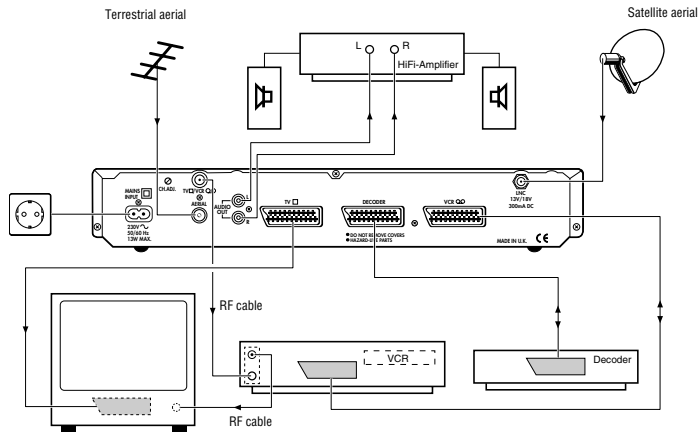 Terrestrial aerial
Satellite aerial
L
R
HiFi-Amplifier
CH.ADJ.
TV/VCR
MAINS
INPUT
AERIAL
AUDIO
OUT
L
R
TV
DECODER
VCR
LNC
13V/18V
300mA DC
230V
50/60 Hz
13W MAX.
DO NOT REMOVE COVERS
HAZARD-LIVE PARTS
MADE IN U.K.
CE
RF cable
VCR
Decoder
RF cable